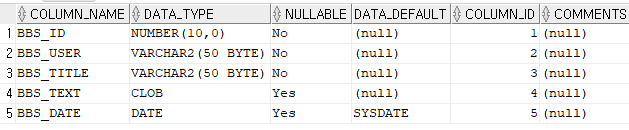 COLUMN_NAME DATA_TYPE NULLABLE DATA_DEFAULT COLUMN_ID COMMENTS
1 BBS_ID NUMBER(10,0) No (null) 1 (null)
2 BBS_USER VARCHAR2(50 BYTE) No (null) 2 (null)
3 BBS_TITLE VARCHAR2(50 BYTE) No (null) 3 (null)
4 BBS_TEXT CLOB Yes (null) 4 (null)
5 BBS_DATE DATE Yes SYSDATE 5 (null)